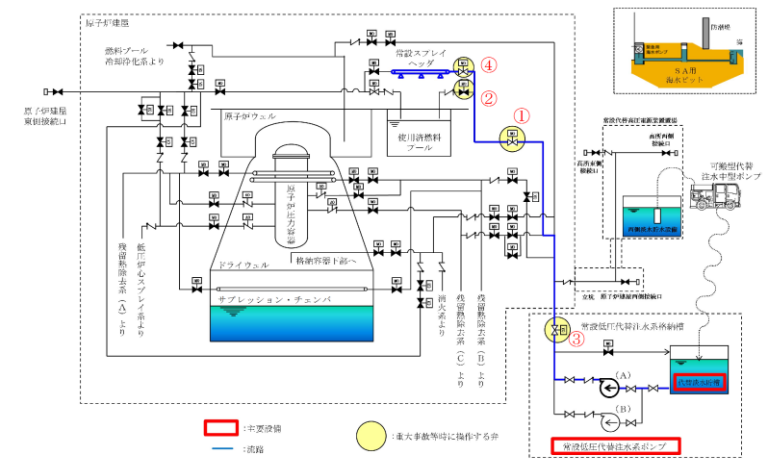 原子炉建屋
燃料プール
冷却浄化系より
原子炉建屋
東側接続口
常設スプレイ
ヘッダ
④
②
①
使用済燃料
プール
原子炉ウェル
原子炉圧力容器
ドライウェル
格納容器下部へ
サプレッション・チェンバ
残留熱除去系(A)より
低圧炉心スプレイ系より
消火系より
残留熱除去系(C)より
残留熱除去系(B)より
防潮堤
海
SA用
海水ピット
常設代替高圧電源装置置場
高所西側
接続口
高所東側
接続口
可搬型代替
注水中型ポンプ
西側淡水貯水設備
立坑
原子炉建屋西側接続口
③
常設低圧代替注水系格納槽
(A)
(B)
代替淡水貯槽
常設低圧代替注水系ポンプ
:主要設備
:流路
:重大事故等時に操作する弁